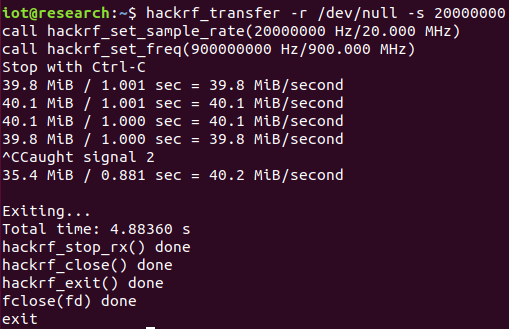 iot@research:~$ hackrf_transfer -r /dev/null -s 20000000
call hackrf_set_sample_rate(20000000 Hz/20.000 MHz)
call hackrf_set_freq(900000000 Hz/900.000 MHz)
Stop with Ctrl-C
39.8 MiB / 1.001 sec = 39.8 MiB/second
40.1 MiB / 1.001 sec = 40.1 MiB/second
40.1 MiB / 1.000 sec = 40.1 MiB/second
39.8 MiB / 1.000 sec = 39.8 MiB/second
^CCaught signal 2
35.4 MiB / 0.881 sec = 40.2 MiB/second
Exiting...
Total time: 4.88360 s
hackrf_stop_rx() done
hackrf_close() done
hackrf_exit() done
fclose(fd) done
exit